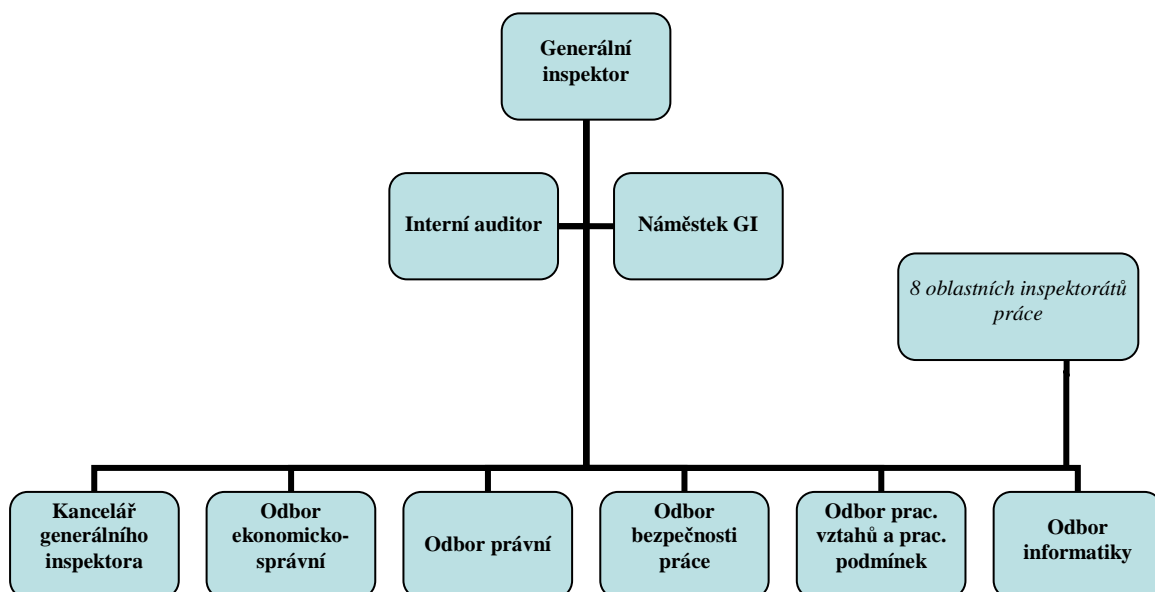 Generální
inspektor
Interní auditor
Náměstek GI
8 oblastních inspektorátů
práce
Kancelář
generálního
inspektora
Odbor
ekonomicko-
správní
Odbor právní
Odbor
bezpečnosti
práce
Odbor prac.
vztahů a prac.
podmínek
Odbor
informatiky